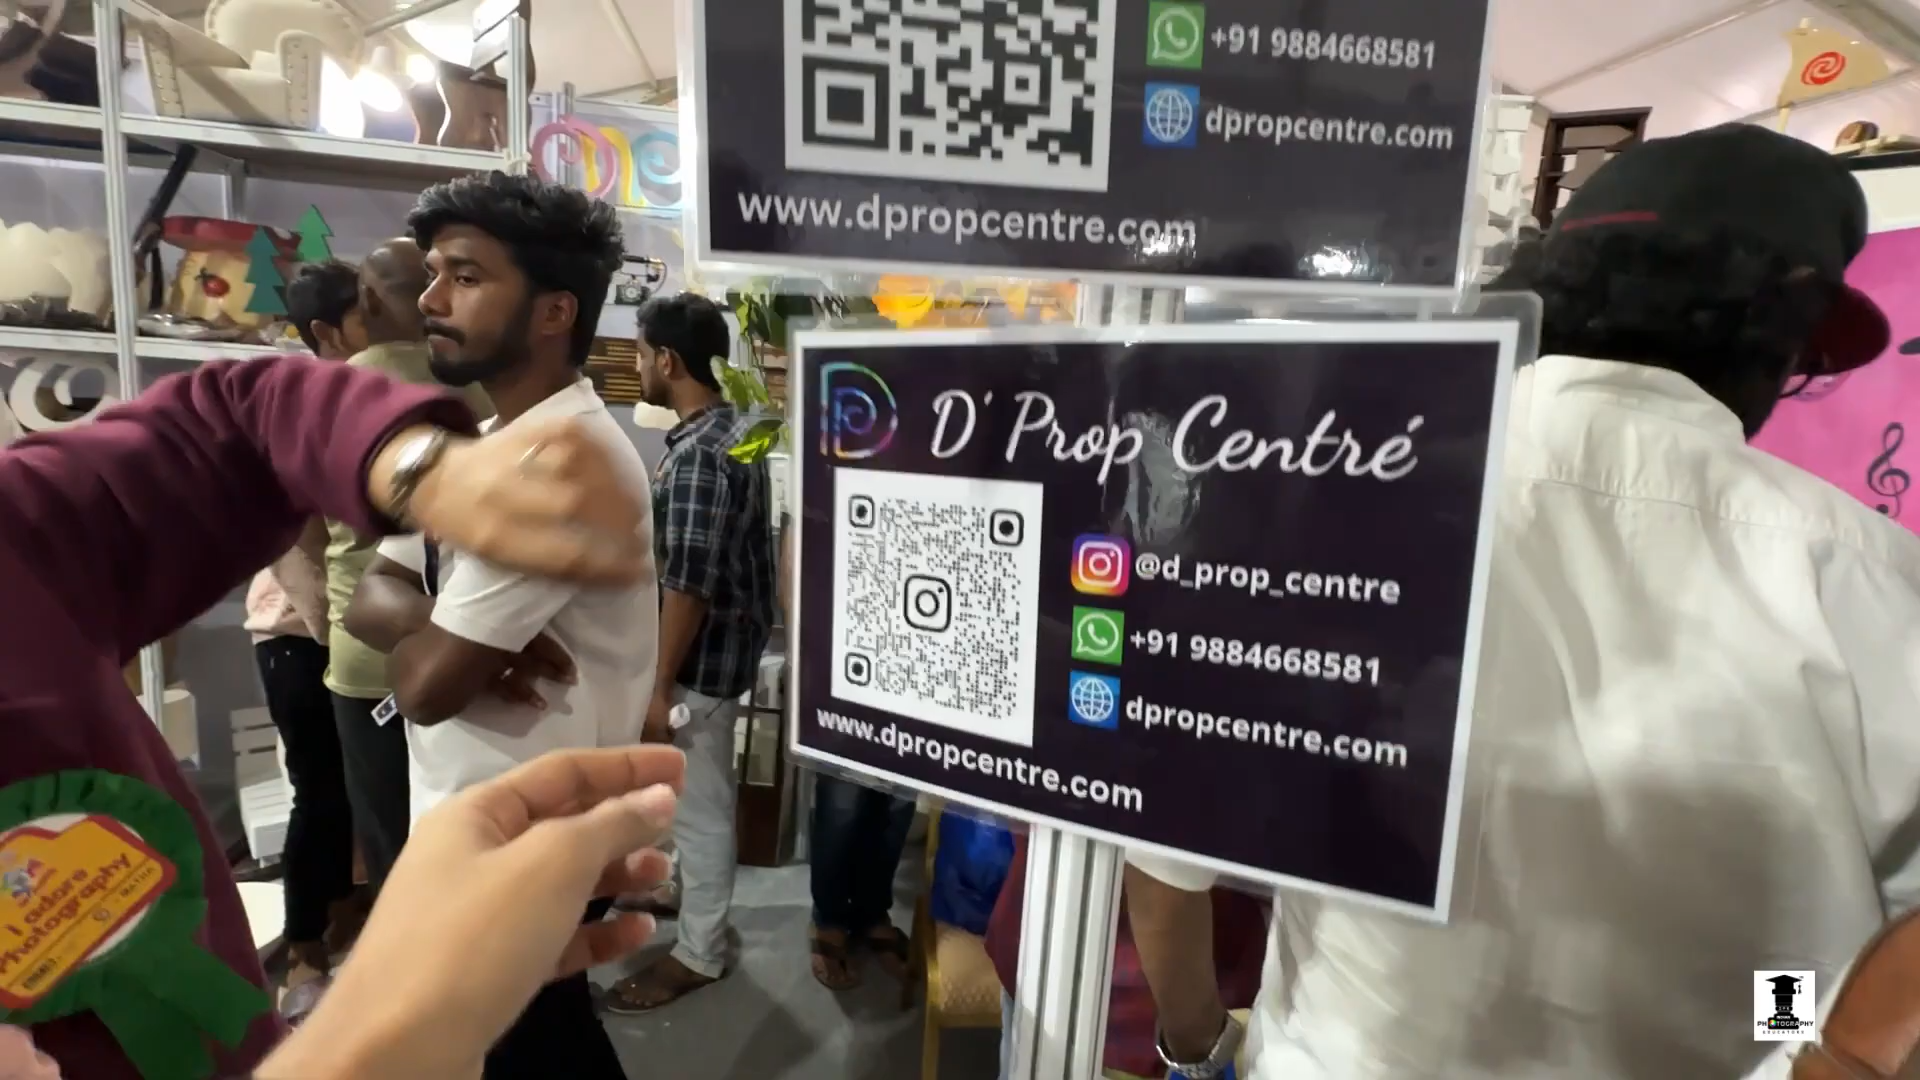 +91 9884668581
dpropcentre.com
www.dpropcentre.com
D' Prop Centré
@d_prop_centre
+91 9884668581
dpropcentre.com
www.dpropcentre.com
I adore
Photography
PHOTOGRAPHY